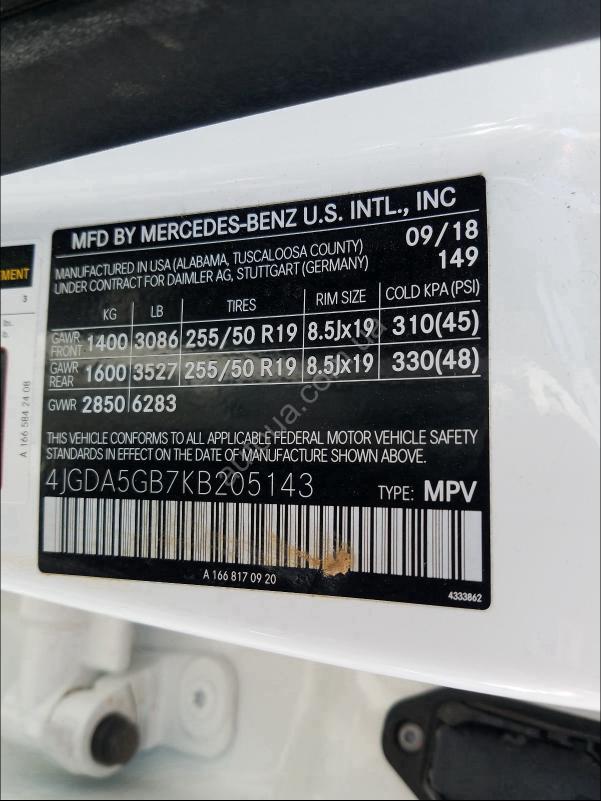 MFD BY MERCEDES-BENZ U.S. INTL., INC
MANUFACTURED IN USA (ALABAMA, TUSCALOOSA COUNTY) 09/18
UNDER CONTRACT FOR DAIMLER AG, STUTTGART (GERMANY) 149
KG LB TIRES RIM SIZE COLD KPA (PSI)
GAWR FRONT 1400 3086 255/50 R19 8.5Jx19 310(45)
GAWR REAR 1600 3527 255/50 R19 8.5Jx19 330(48)
GVWR 2850 6283
THIS VEHICLE CONFORMS TO ALL APPLICABLE FEDERAL MOTOR VEHICLE SAFETY
STANDARDS IN EFFECT ON THE DATE OF MANUFACTURE SHOWN ABOVE.
4JGDA5GB7KB205143 TYPE: MPV
A 166 817 09 20
4333862
EMENT
3
lbs.
b.
A 166 584 24 08